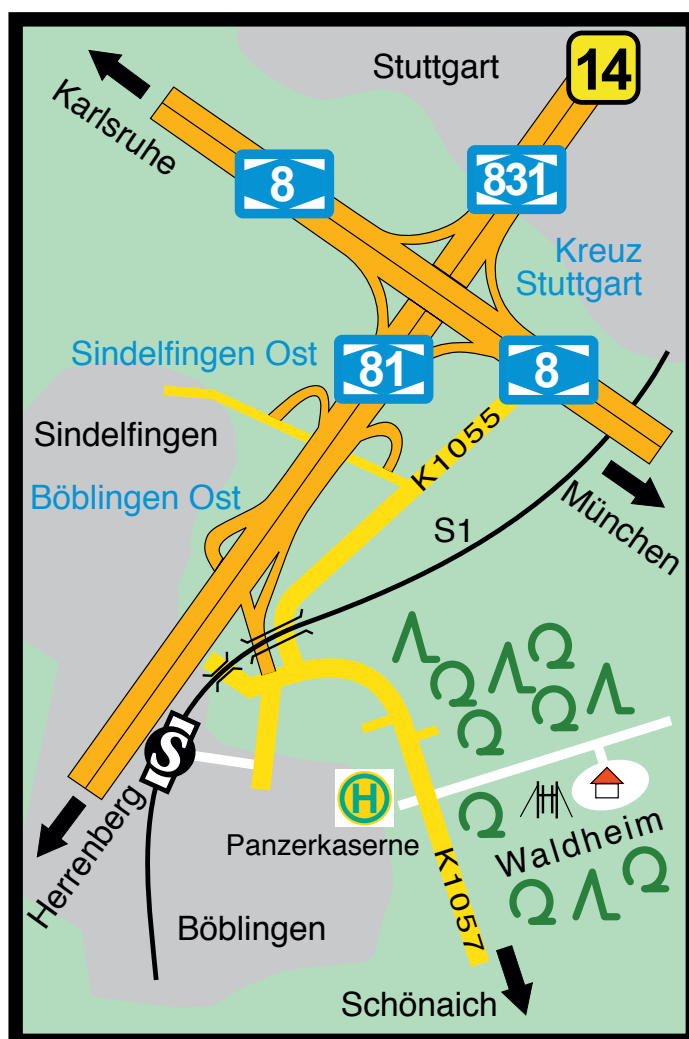 Stuttgart
14
Karlsruhe
8
831
Kreuz
Stuttgart
Sindelfingen Ost
81
8
Sindelfingen
K1055
Böblingen Ost
S1
München
S
H
Herrenberg
Panzerkaserne
Waldheim
K1057
Böblingen
Schönaich